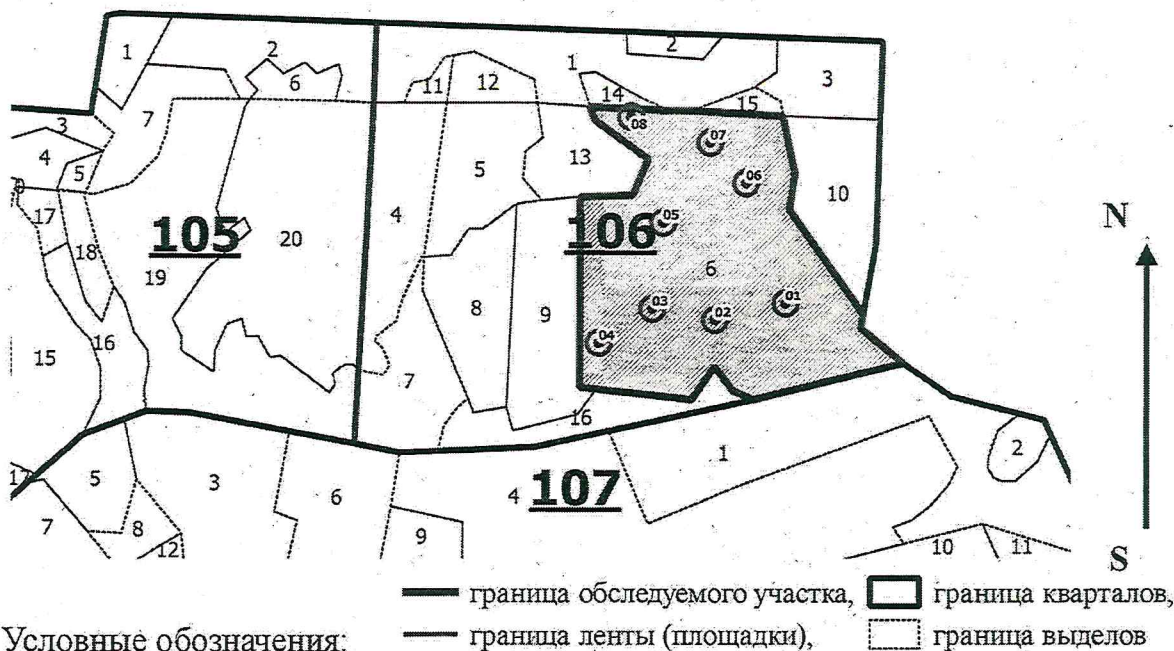 1 2 6 11 12 1 2 3
7 14 15
3 08 07
4 5 5 13 06 10
17 105 20 4 106 05 N
18 19 6
8 9 03 02 01
15 16 04
7
16
1 2
17 5 3 6 4 107
7 8 12 9 10 11 S
граница обследуемого участка, граница кварталов,
Условные обозначения: граница ленты (площадки), граница выделов